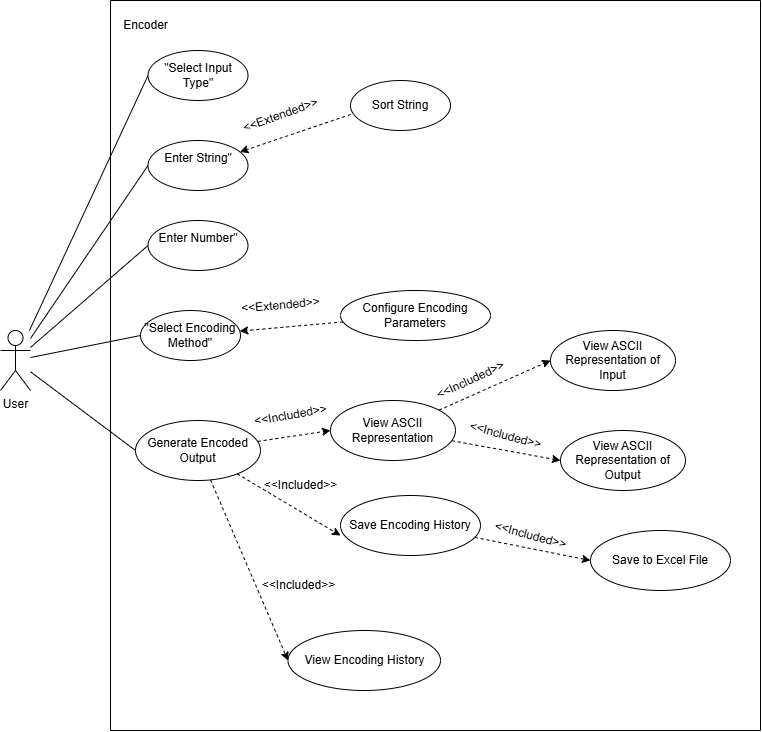 Encoder
"Select Input
Type"
<<Extended>>
Sort String
Enter String"
Enter Number"
<<Extended>>
Configure Encoding
Parameters
"Select Encoding
Method"
User
View ASCII
Representation of
Input
<<Included>>
<<Included>>
View ASCII
Representation
<<Included>>
Generate Encoded
Output
View ASCII
Representation of
Output
<<Included>>
Save Encoding History
<<Included>>
Save to Excel File
<<Included>>
View Encoding History